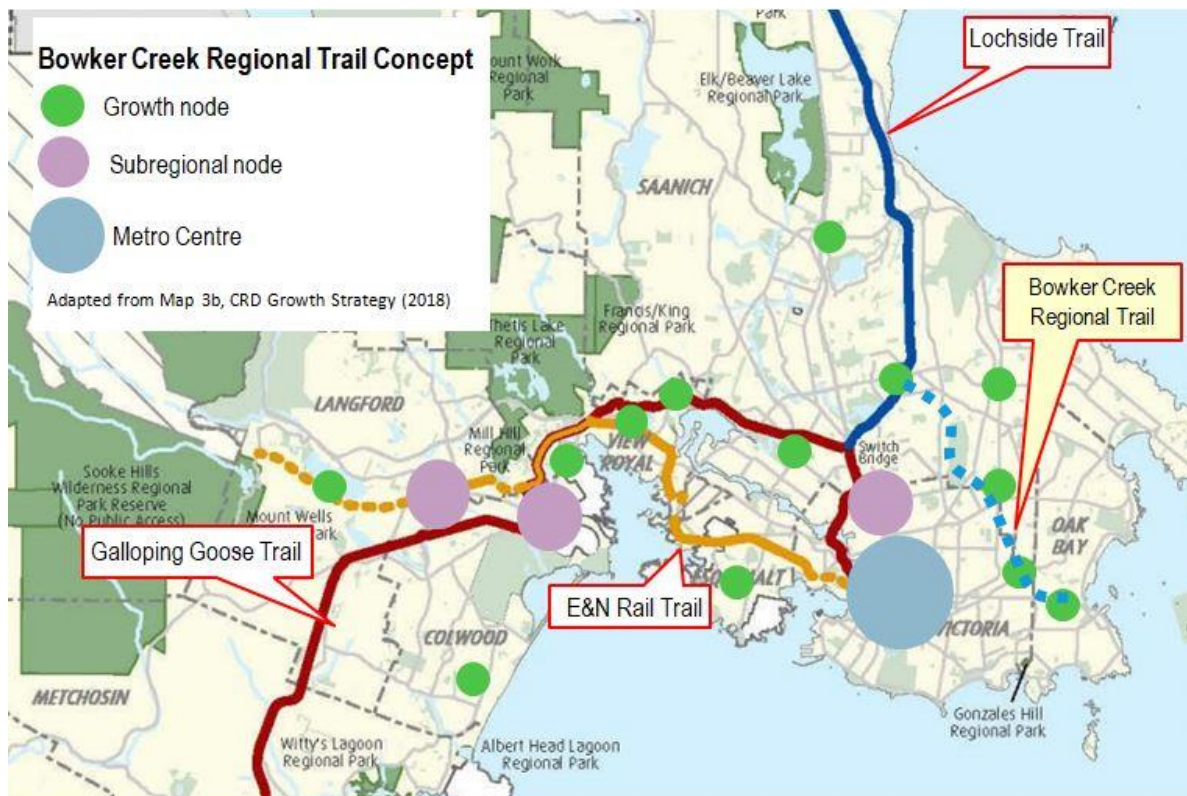 Bowker Creek Regional Trail Concept
Growth node
Subregional node
Metro Centre
Adapted from Map 3b, CRD Growth Strategy (2018)
Park
Lochside Trail
ount Work
Regional
Park
Elk/Beaver Lake
Regional Park
SAANICH
Bowker Creek
Regional Trail
Francis/King
Regional Park
Thetis Lake
Regional
Park
LANGFORD
Mill Hill
Regional
Park
VIEW
ROYAL
Switch
Bridge
Sooke Hills
Wilderness Regional
Park Reserve
(No Public Access)
Mount Wells
Park
OAK
BAY
Galloping Goose Trail
E&N Rail Trail
ESQUIMALT
COLWOOD
VICTORIA
METCHOSIN
Gonzales Hill
Regional Park
Witty's Lagoon
Regional Park
Albert Head Lagoon
Regional Park